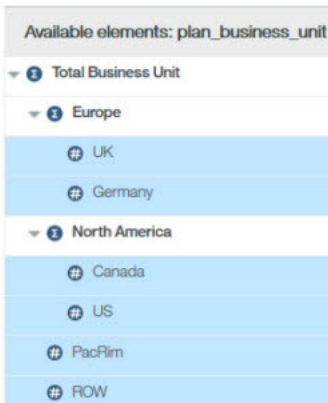 Available elements: plan_business_unit
Total Business Unit
Europe
UK
Germany
North America
Canada
US
PacRim
ROW